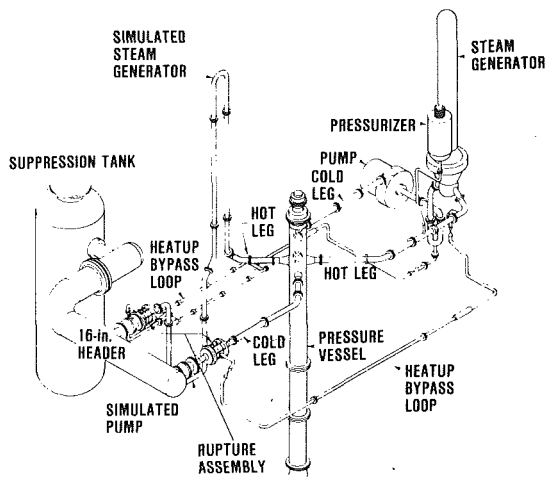 SIMULATED
STEAM
GENERATOR
STEAM
GENERATOR
PRESSURIZER
SUPPRESSION TANK
PUMP
COLD
LEG
HOT
LEG
HEATUP
BYPASS
LOOP
HOT LEG
16-in.
HEADER
COLD
LEG
PRESSURE
VESSEL
SIMULATED
PUMP
HEATUP
BYPASS
LOOP
RUPTURE
ASSEMBLY